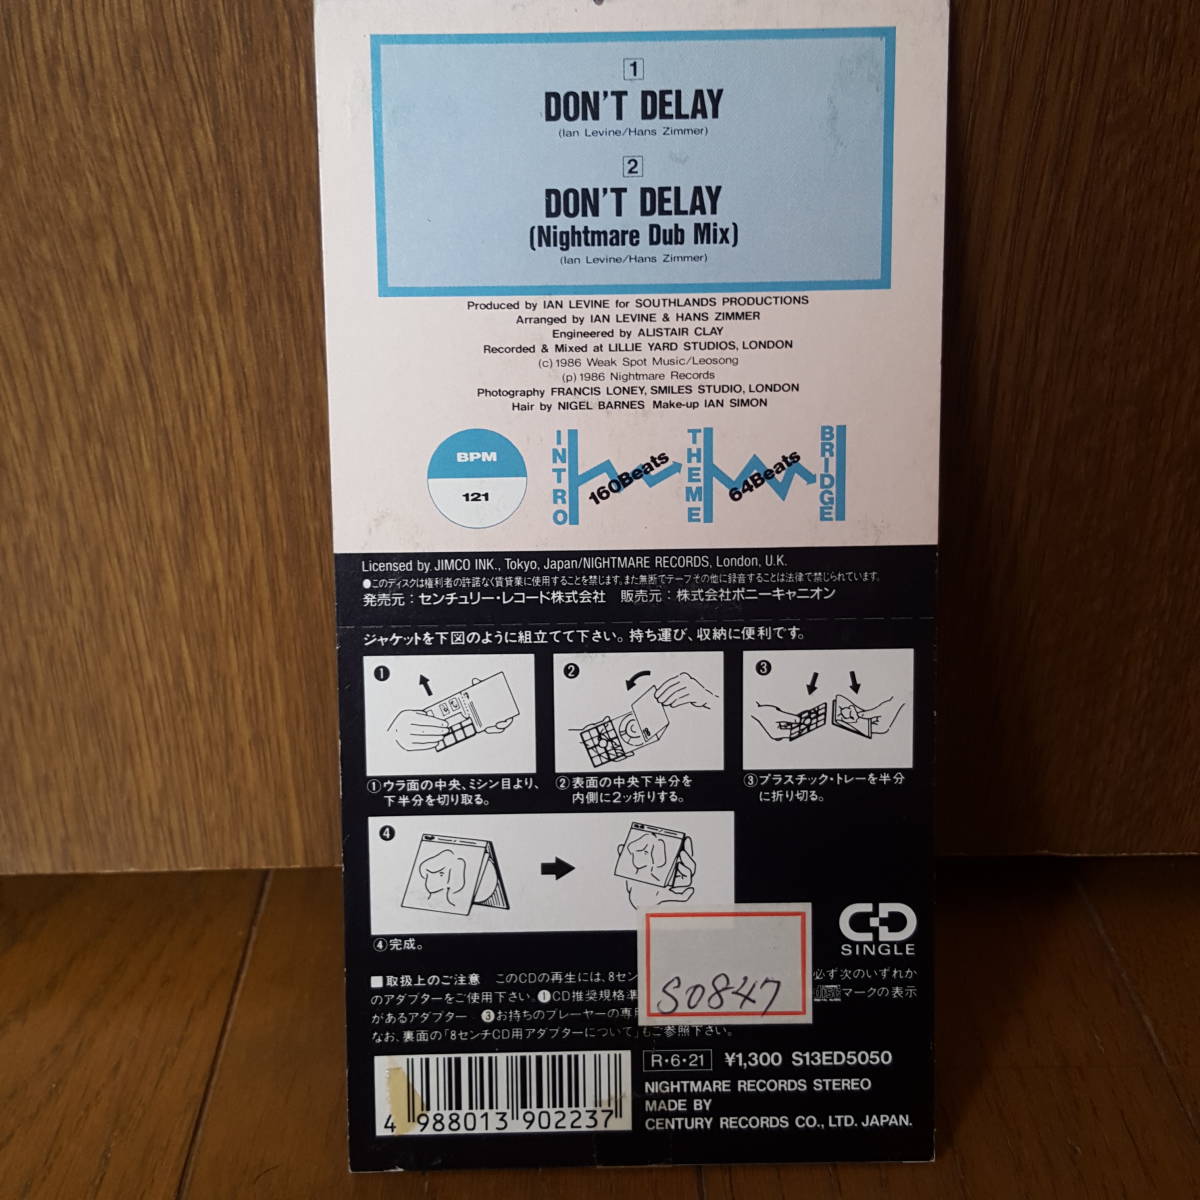 1
DON'T DELAY
(Ian Levine/Hans Zimmer)
2
DON'T DELAY
(Nightmare Dub Mix)
(Ian Levine/Hans Zimmer)
Produced by IAN LEVINE for SOUTHLANDS PRODUCTIONS
Arranged by IAN LEVINE & HANS ZIMMER
Engineered by ALISTAIR CLAY
Recorded & Mixed at LILLIE YARD STUDIOS, LONDON
(c) 1986 Weak Spot Music/Leosong
(p) 1986 Nightmare Records
Photography FRANCIS LONEY, SMILES STUDIO, LONDON
Hair by NIGEL BARNES Make-up IAN SIMON
BPM
121
INTRO
160Beats
THEME
64Beats
BRIDGE
Licensed by JIMCO INK., Tokyo, Japan/NIGHTMARE RECORDS, London, U.K.
●このディスクは権利者の許諾なく賃貸業に使用することを禁じます。また無断でテープその他に録音することは法律で禁じられています。
発売元:センチュリー・レコード株式会社 販売元:株式会社ポニーキャニオン
ジャケットを下図のように組立てて下さい。持ち運び、収納に便利です。
❶
❷
❸
①ウラ面の中央、ミシン目より、
下半分を切り取る。
②表面の中央下半分を
内側に2ッ折りする。
③プラスチック・トレーを半分
に折り切る。
❹
④完成。
CD
SINGLE
■取扱上のご注意 このCDの再生には、8セン 必ず次のいずれか
のアダプターをご使用下さい。❶CD推奨規格準 disc マークの表示
があるアダプター ❸お持ちのプレーヤーの専用
なお、裏面の「8センチCD用アダプターについて」もご参照下さい。
S0847
R・6・21 ¥1,300 S13ED5050
NIGHTMARE RECORDS STEREO
MADE BY
CENTURY RECORDS CO., LTD. JAPAN.
4 988013 902237